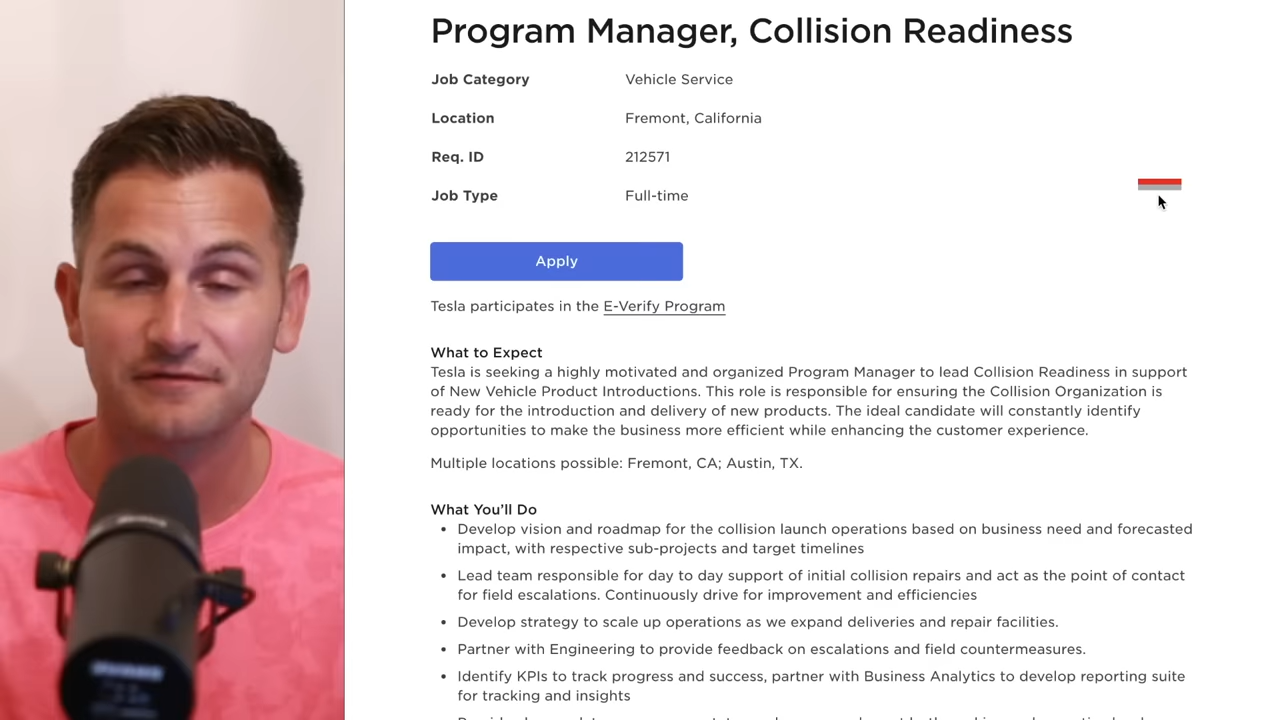 Program Manager, Collision Readiness
Job Category Vehicle Service
Location Fremont, California
Req. ID 212571
Job Type Full-time
Apply
Tesla participates in the E-Verify Program
What to Expect
Tesla is seeking a highly motivated and organized Program Manager to lead Collision Readiness in support
of New Vehicle Product Introductions. This role is responsible for ensuring the Collision Organization is
ready for the introduction and delivery of new products. The ideal candidate will constantly identify
opportunities to make the business more efficient while enhancing the customer experience.
Multiple locations possible: Fremont, CA; Austin, TX.
What You’ll Do
• Develop vision and roadmap for the collision launch operations based on business need and forecasted
impact, with respective sub-projects and target timelines
• Lead team responsible for day to day support of initial collision repairs and act as the point of contact
for field escalations. Continuously drive for improvement and efficiencies
• Develop strategy to scale up operations as we expand deliveries and repair facilities.
• Partner with Engineering to provide feedback on escalations and field countermeasures.
• Identify KPIs to track progress and success, partner with Business Analytics to develop reporting suite
for tracking and insights